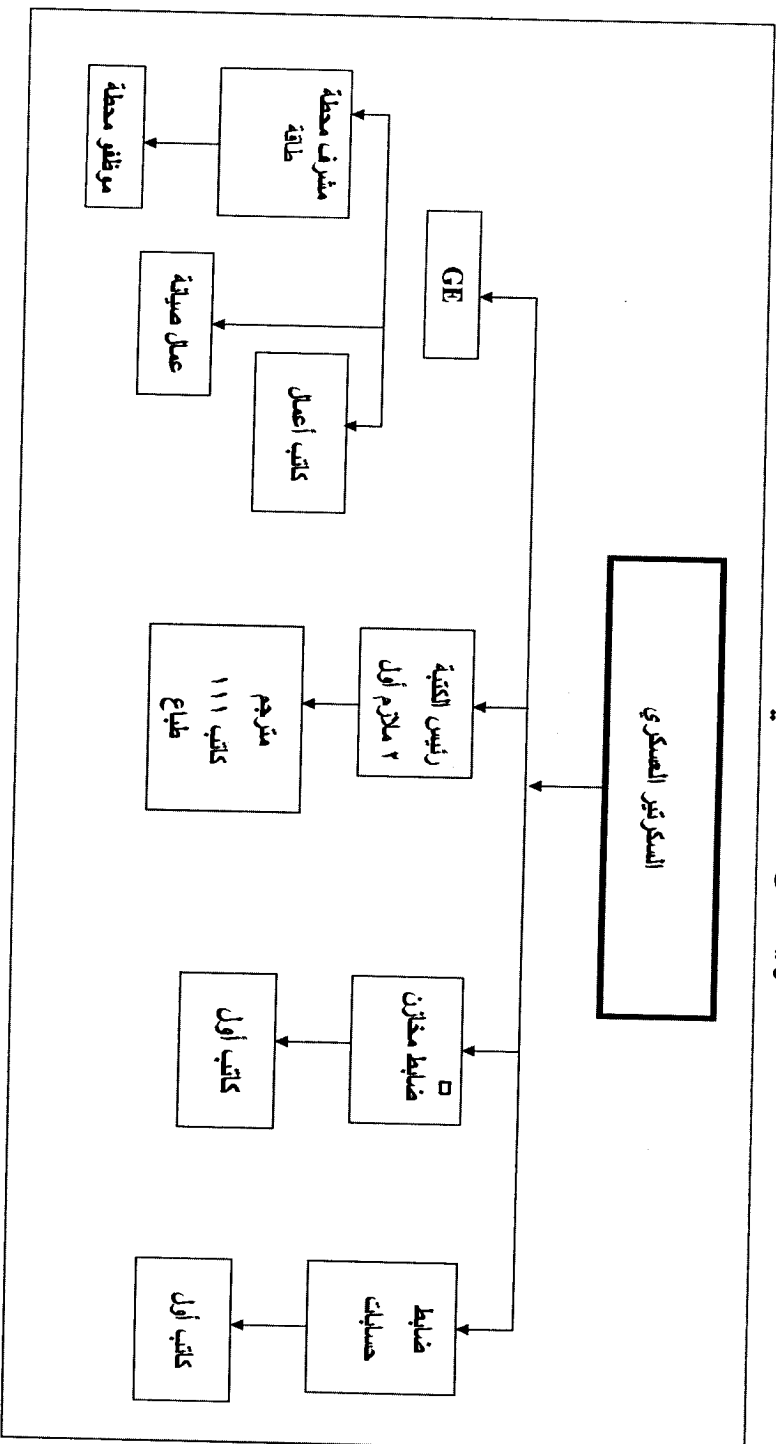 السكرتير العسكري
GE
رئيس الكتبة
٢ ملازم أول
ضابط مخازن
ضابط
حسابات
مشرف محطة
طاقة
موظفو محطة
عمال صيانة
كاتب أعمال
مترجم
كاتب ١١١
طباع
كاتب أول
كاتب أول